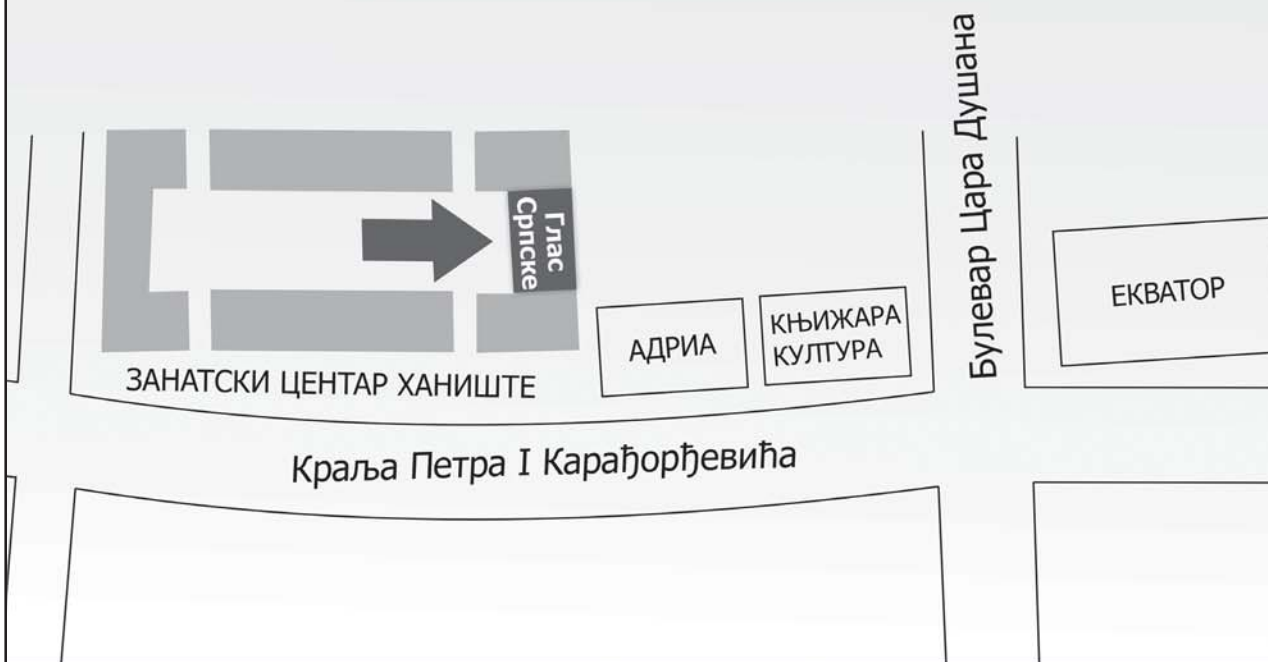 Булевар Цара Душана
Глас
Српске
АДРИА
КЊИЖАРА
КУЛТУРА
ЕКВАТОР
ЗАНАТСКИ ЦЕНТАР ХАНИШТЕ
Краља Петра I Карађорђевића